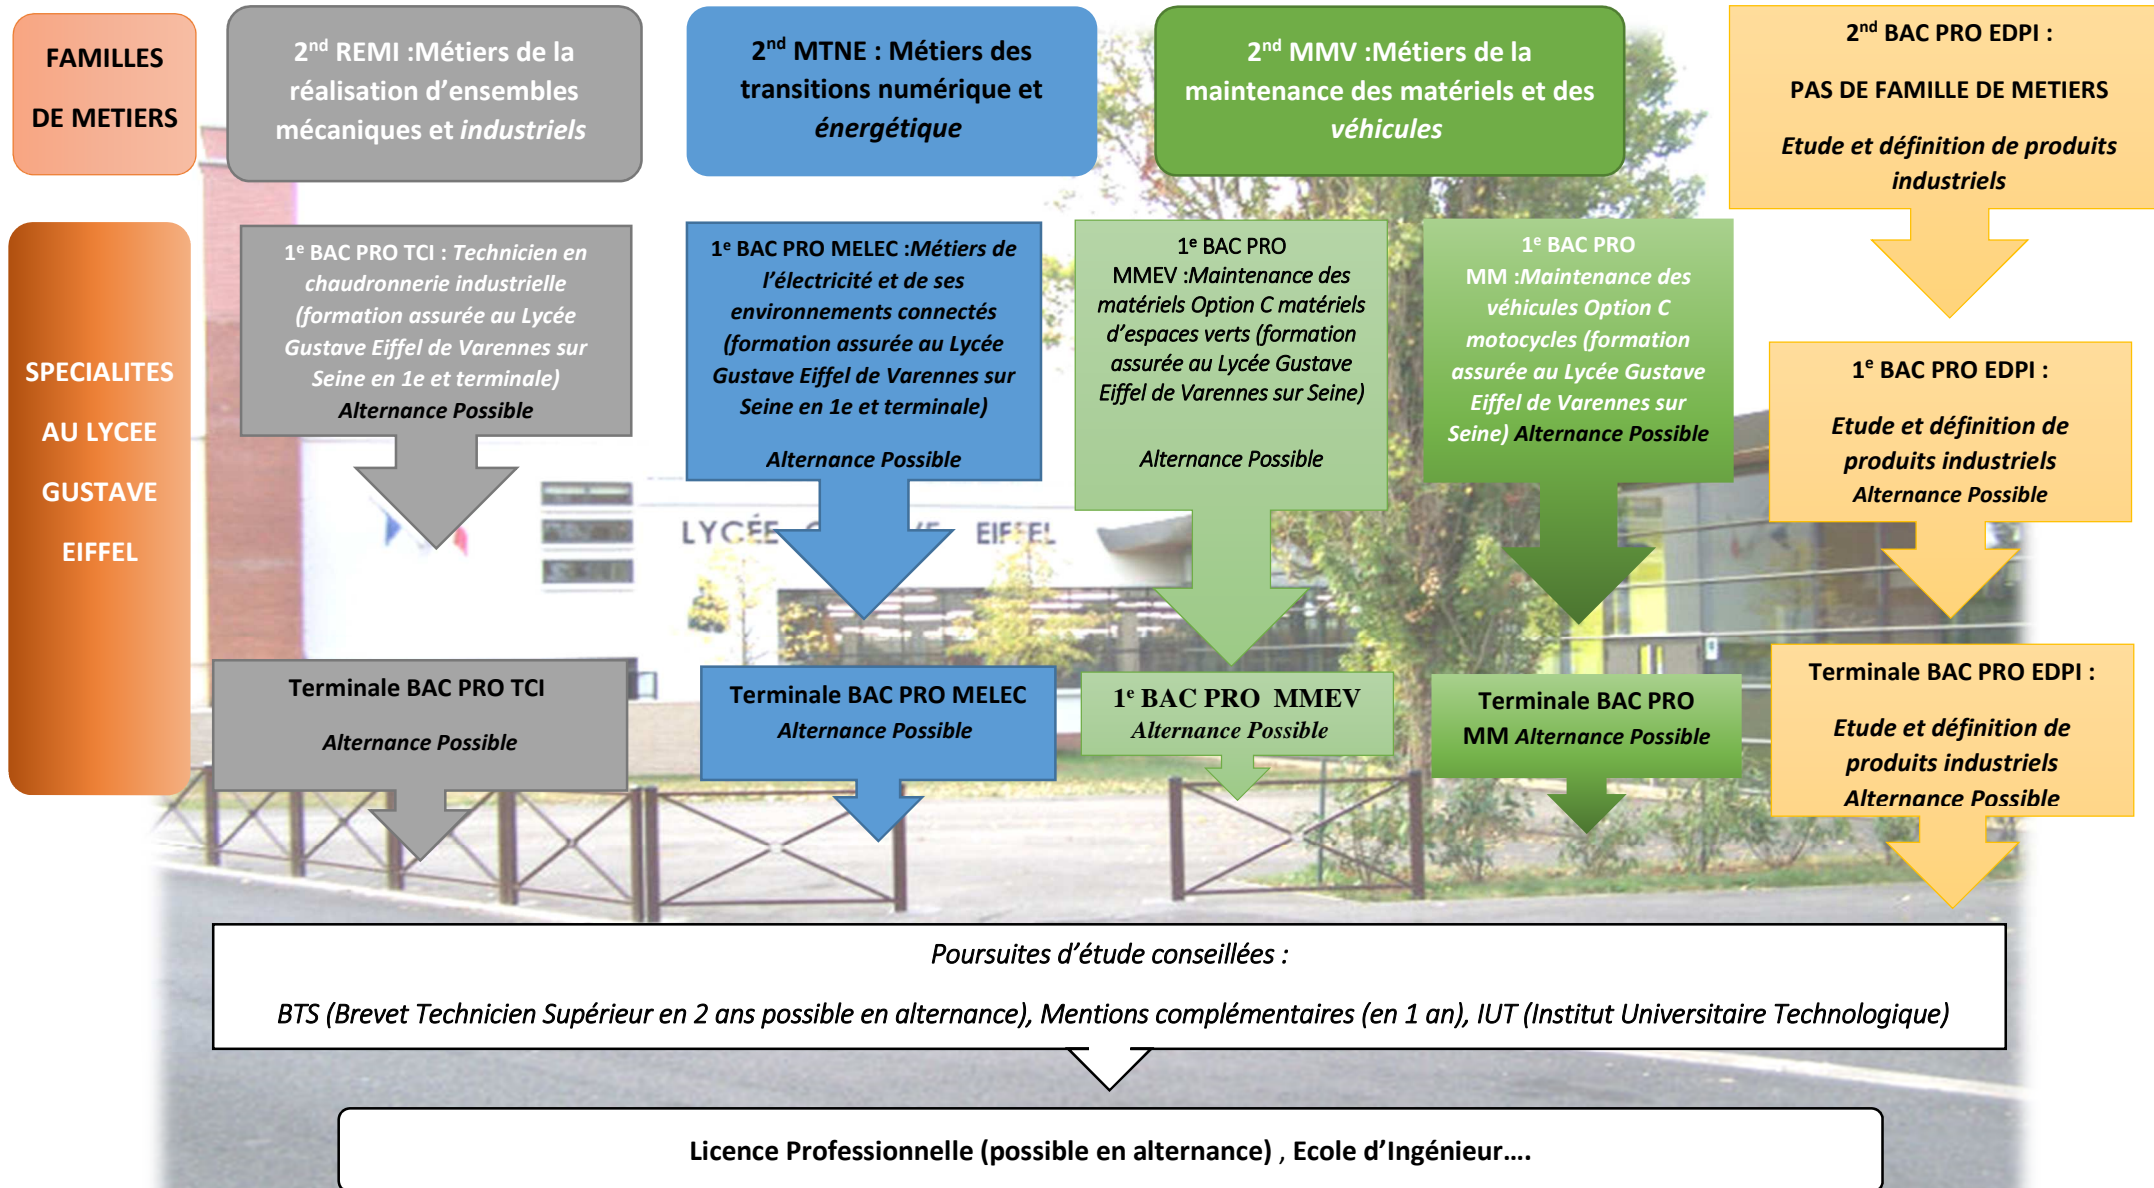 FAMILLES
DE METIERS
2nd REMI :Métiers de la
réalisation d’ensembles
mécaniques et industriels
2nd MTNE : Métiers des
transitions numérique et
énergétique
2nd MMV :Métiers de la
maintenance des matériels et des
véhicules
2nd BAC PRO EDPI :
PAS DE FAMILLE DE METIERS
Etude et définition de produits
industriels
SPECIALITES
AU LYCEE
GUSTAVE
EIFFEL
1e BAC PRO TCI : Technicien en
chaudronnerie industrielle
(formation assurée au Lycée
Gustave Eiffel de Varennes sur
Seine en 1e et terminale)
Alternance Possible
1e BAC PRO MELEC :Métiers de
l’électricité et de ses
environnements connectés
(formation assurée au Lycée
Gustave Eiffel de Varennes sur
Seine en 1e et terminale)
Alternance Possible
1e BAC PRO
MMEV :Maintenance des
matériels Option C matériels
d’espaces verts (formation
assurée au Lycée Gustave
Eiffel de Varennes sur Seine)
Alternance Possible
1e BAC PRO
MM :Maintenance des
véhicules Option C
motocycles (formation
assurée au Lycée Gustave
Eiffel de Varennes sur
Seine) Alternance Possible
1e BAC PRO EDPI :
Etude et définition de
produits industriels
Alternance Possible
LYCÉE EIFFEL
Terminale BAC PRO TCI
Alternance Possible
Terminale BAC PRO MELEC
Alternance Possible
1e BAC PRO MMEV
Alternance Possible
Terminale BAC PRO
MM Alternance Possible
Terminale BAC PRO EDPI :
Etude et définition de
produits industriels
Alternance Possible
Poursuites d’étude conseillées :
BTS (Brevet Technicien Supérieur en 2 ans possible en alternance), Mentions complémentaires (en 1 an), IUT (Institut Universitaire Technologique)
Licence Professionnelle (possible en alternance) , Ecole d’Ingénieur....